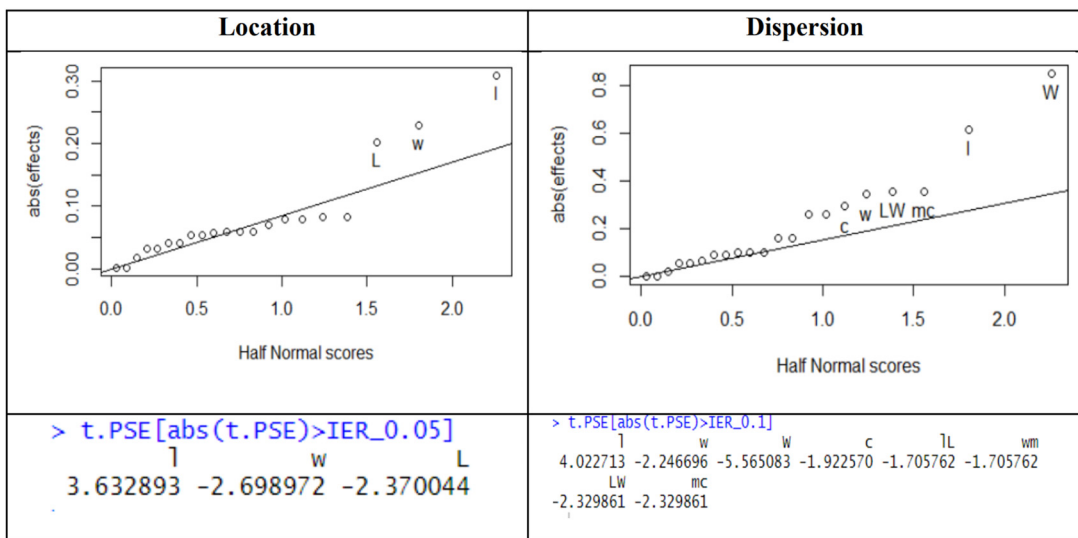 Location
Dispersion
abs(effects)
0.30
0.20
0.10
0.00
l
w
L
0.0
0.5
1.0
1.5
2.0
Half Normal scores
abs(effects)
0.8
0.6
0.4
0.2
0.0
W
l
w
LW mc
c
0.0
0.5
1.0
1.5
2.0
Half Normal scores
> t.PSE[abs(t.PSE)>IER_0.05]
l w L
3.632893 -2.698972 -2.370044
> t.PSE[abs(t.PSE)>IER_0.1]
l w W c lL wm
4.022713 -2.246696 -5.565083 -1.922570 -1.705762 -1.705762
LW mc
-2.329861 -2.329861